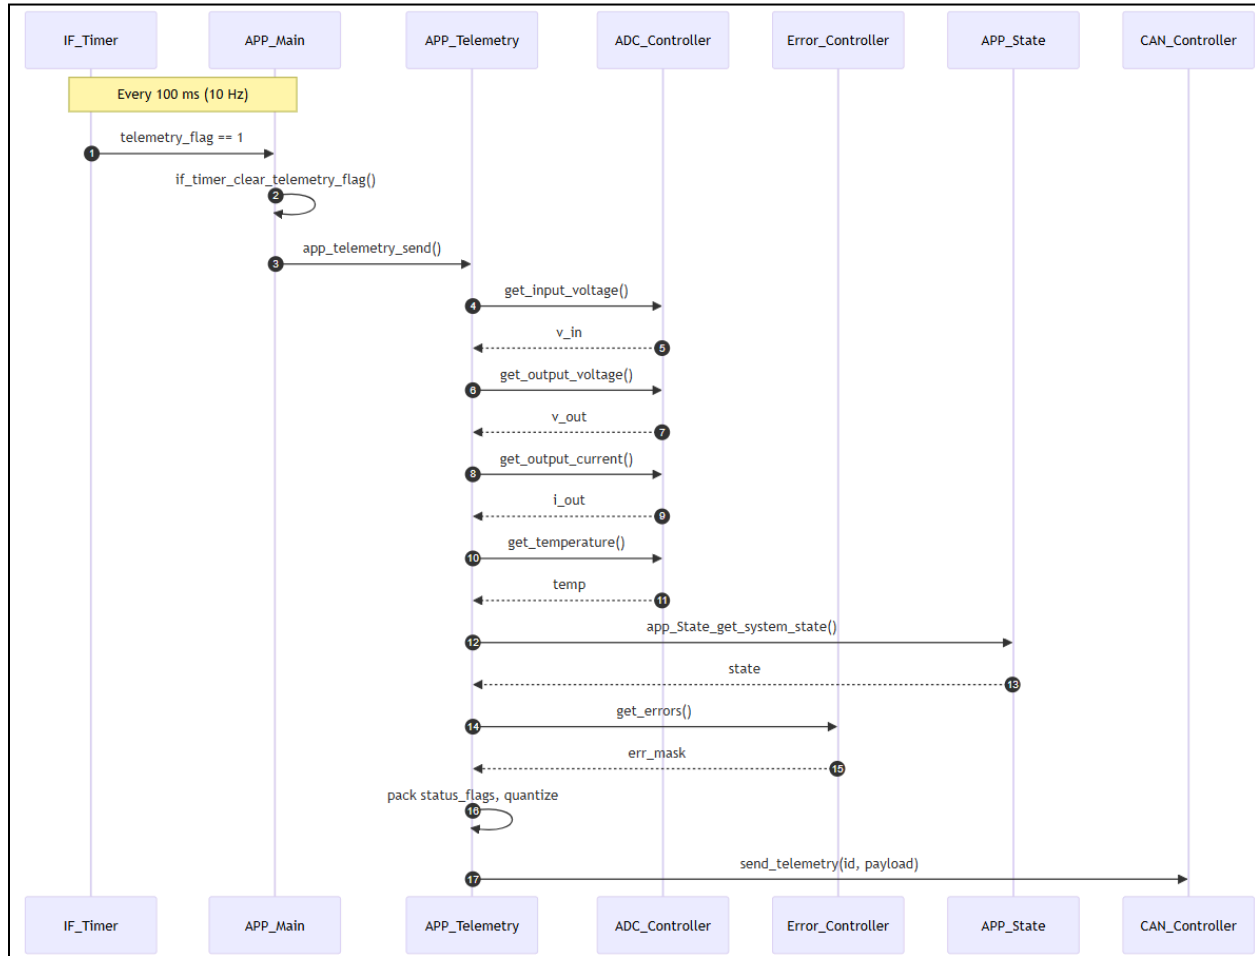 IF_Timer
APP_Main
APP_Telemetry
ADC_Controller
Error_Controller
APP_State
CAN_Controller
Every 100 ms (10 Hz)
telemetry_flag == 1
1
if_timer_clear_telemetry_flag()
2
app_telemetry_send()
3
get_input_voltage()
4
v_in
5
get_output_voltage()
6
v_out
7
get_output_current()
8
i_out
9
get_temperature()
10
temp
11
app_State_get_system_state()
12
state
13
get_errors()
14
err_mask
15
pack status_flags, quantize
16
send_telemetry(id, payload)
17
IF_Timer
APP_Main
APP_Telemetry
ADC_Controller
Error_Controller
APP_State
CAN_Controller